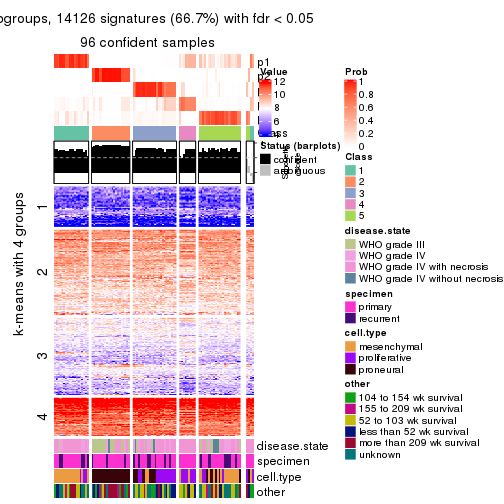 ogroups, 14126 signatures (66.7%) with fdr < 0.05
96 confident samples
p1
Value
12
10
8
6
Prob
1
0.8
0.6
0.4
0.2
0
Status (barplots)
confident
ambiguous
Class
1
2
3
4
5
disease.state
WHO grade III
WHO grade IV
WHO grade IV with necrosis
WHO grade IV without necrosis
specimen
primary
recurrent
cell.type
mesenchymal
proliferative
proneural
other
104 to 154 wk survival
155 to 209 wk survival
52 to 103 wk survival
less than 52 wk survival
more than 209 wk survival
unknown
k-means with 4 groups
1
2
3
4
disease.state
specimen
cell.type
other